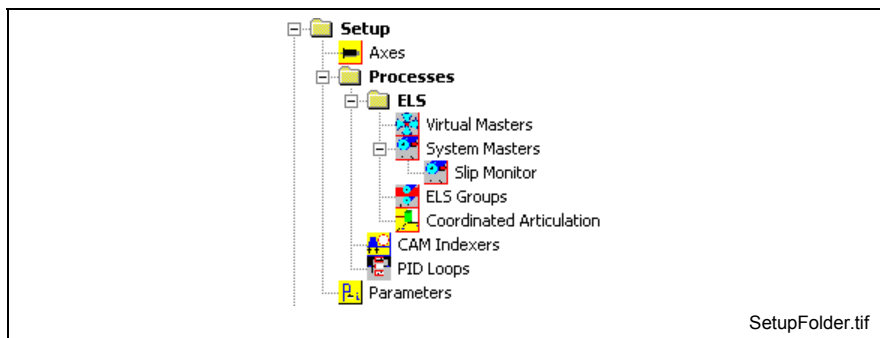 Setup
Axes
Processes
ELS
Virtual Masters
System Masters
Slip Monitor
ELS Groups
Coordinated Articulation
CAM Indexers
PID Loops
Parameters
SetupFolder.tif